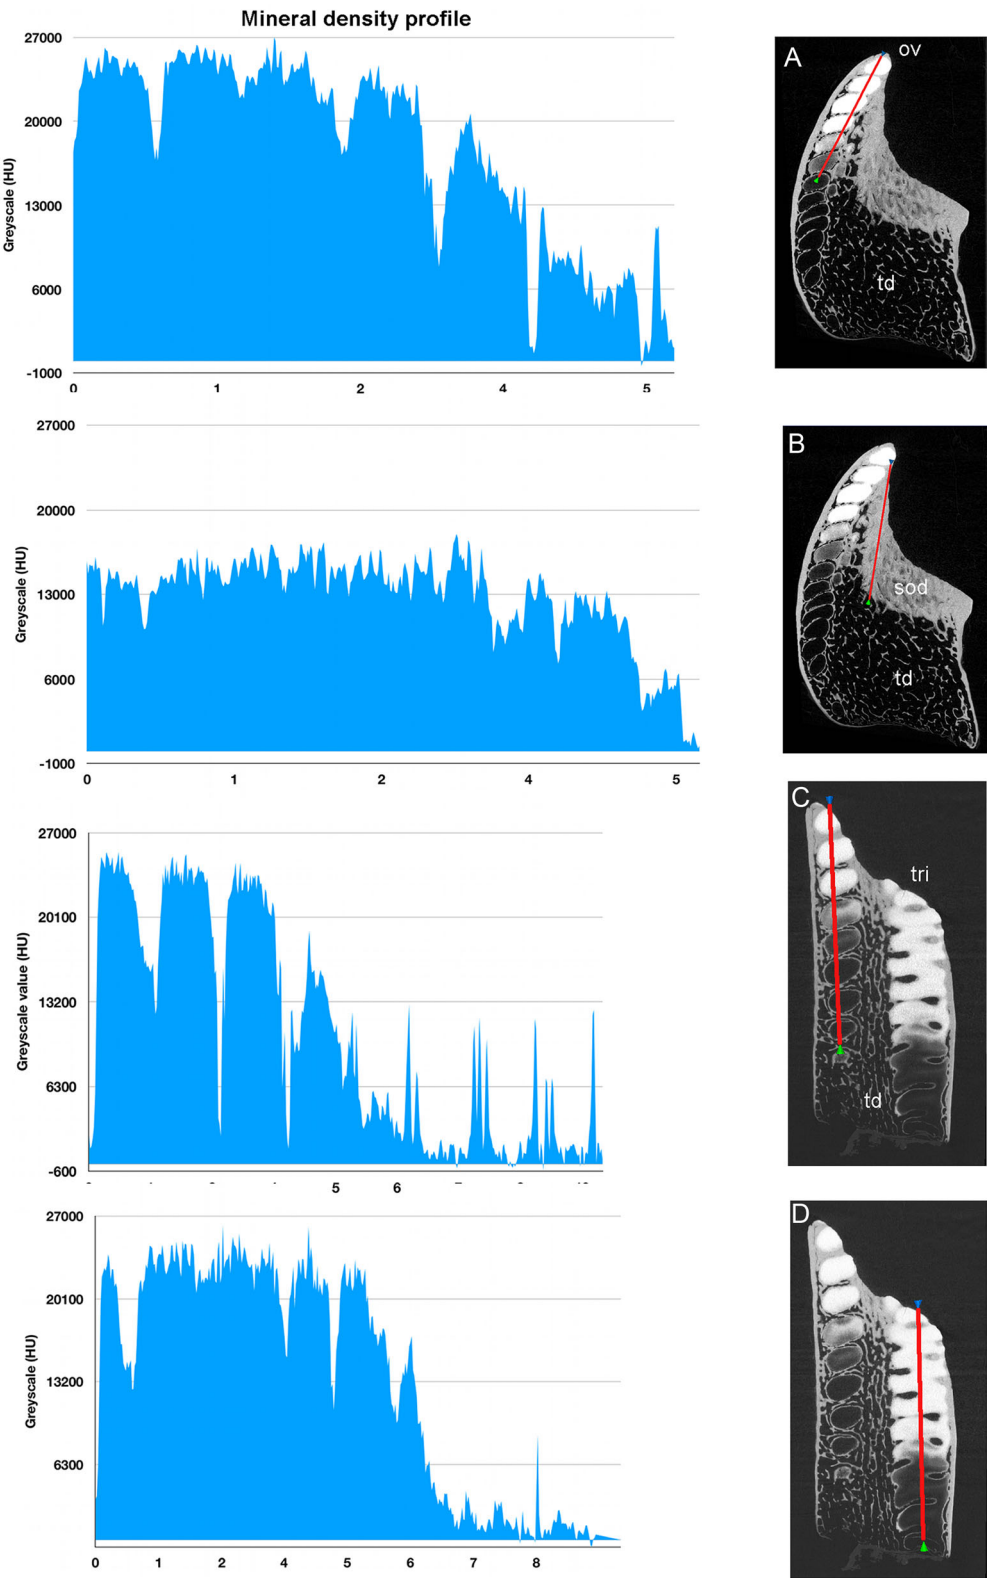 Mineral density profile
27000
20000
13000
6000
-1000
Greyscale (HU)
0 1 2 4 5
A
ov
td
27000
20000
13000
6000
-1000
Greyscale (HU)
0 1 2 4 5
B
sod
td
27000
20100
13200
6300
-600
Greyscale value (HU)
5 6
C
tri
td
27000
20100
13200
6300
Greyscale (HU)
0 1 2 4 5 6 7 8
D